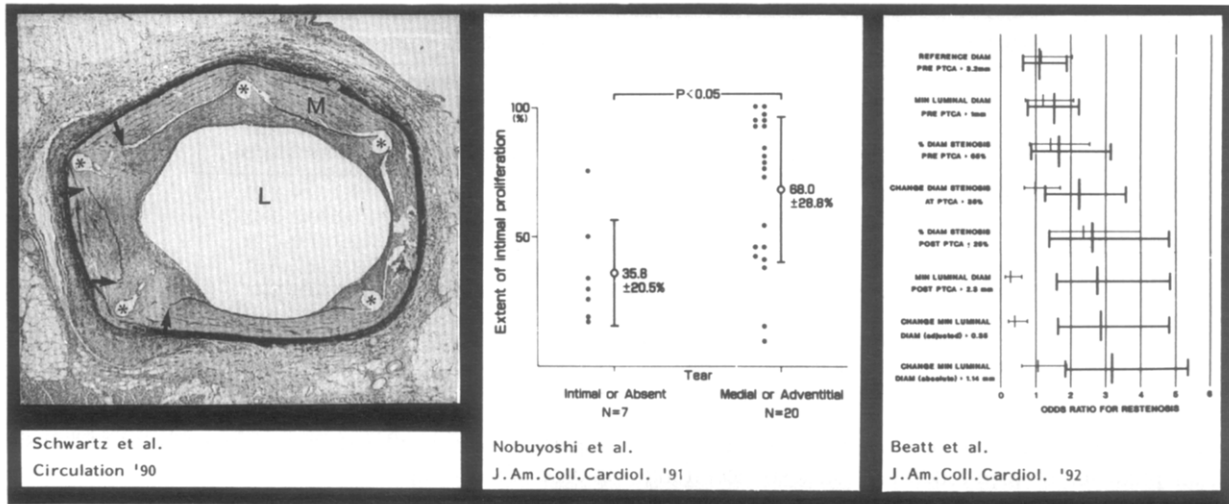 M
L
*
*
*
*
*
Schwartz et al.
Circulation '90
P<0.05
100
(%)
50
Extent of intimal proliferation
35.8
±20.5%
68.0
±28.8%
Tear
Intimal or Absent
N=7
Medial or Adventitial
N=20
Nobuyoshi et al.
J.Am.Coll.Cardiol. '91
REFERENCE DIAM
PRE PTCA
MIN LUMINAL DIAM
PRE PTCA • 1mm
% DIAM STENOSIS
PRE PTCA
CHANGE DIAM STENOSIS
AT PTCA
% DIAM STENOSIS
POST PTCA
MIN LUMINAL DIAM
POST PTCA
CHANGE MIN LUMINAL
DIAM (adjusted)
CHANGE MIN LUMINAL
DIAM (absolute) • 1.14 mm
0 1 2 3 4 5 6
ODDS RATIO FOR RESTENOSIS
Beatt et al.
J.Am.Coll.Cardiol. '92